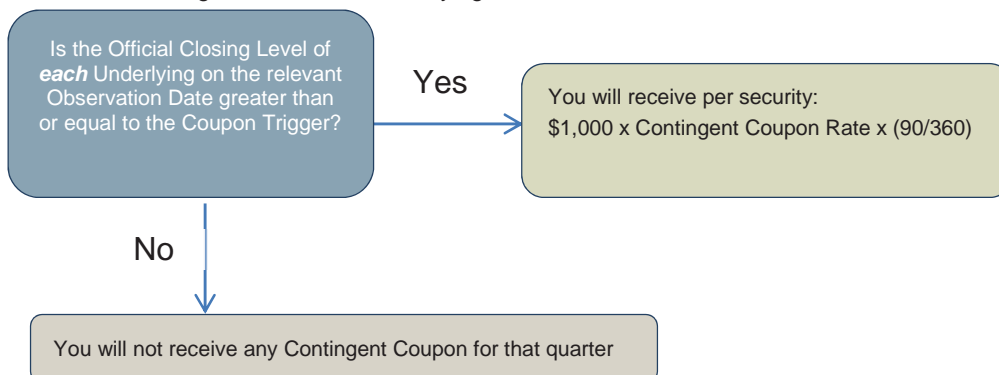 Is the Official Closing Level of
each Underlying on the relevant
Observation Date greater than
or equal to the Coupon Trigger?
Yes
You will receive per security:
$1,000 x Contingent Coupon Rate x (90/360)
No
You will not receive any Contingent Coupon for that quarter